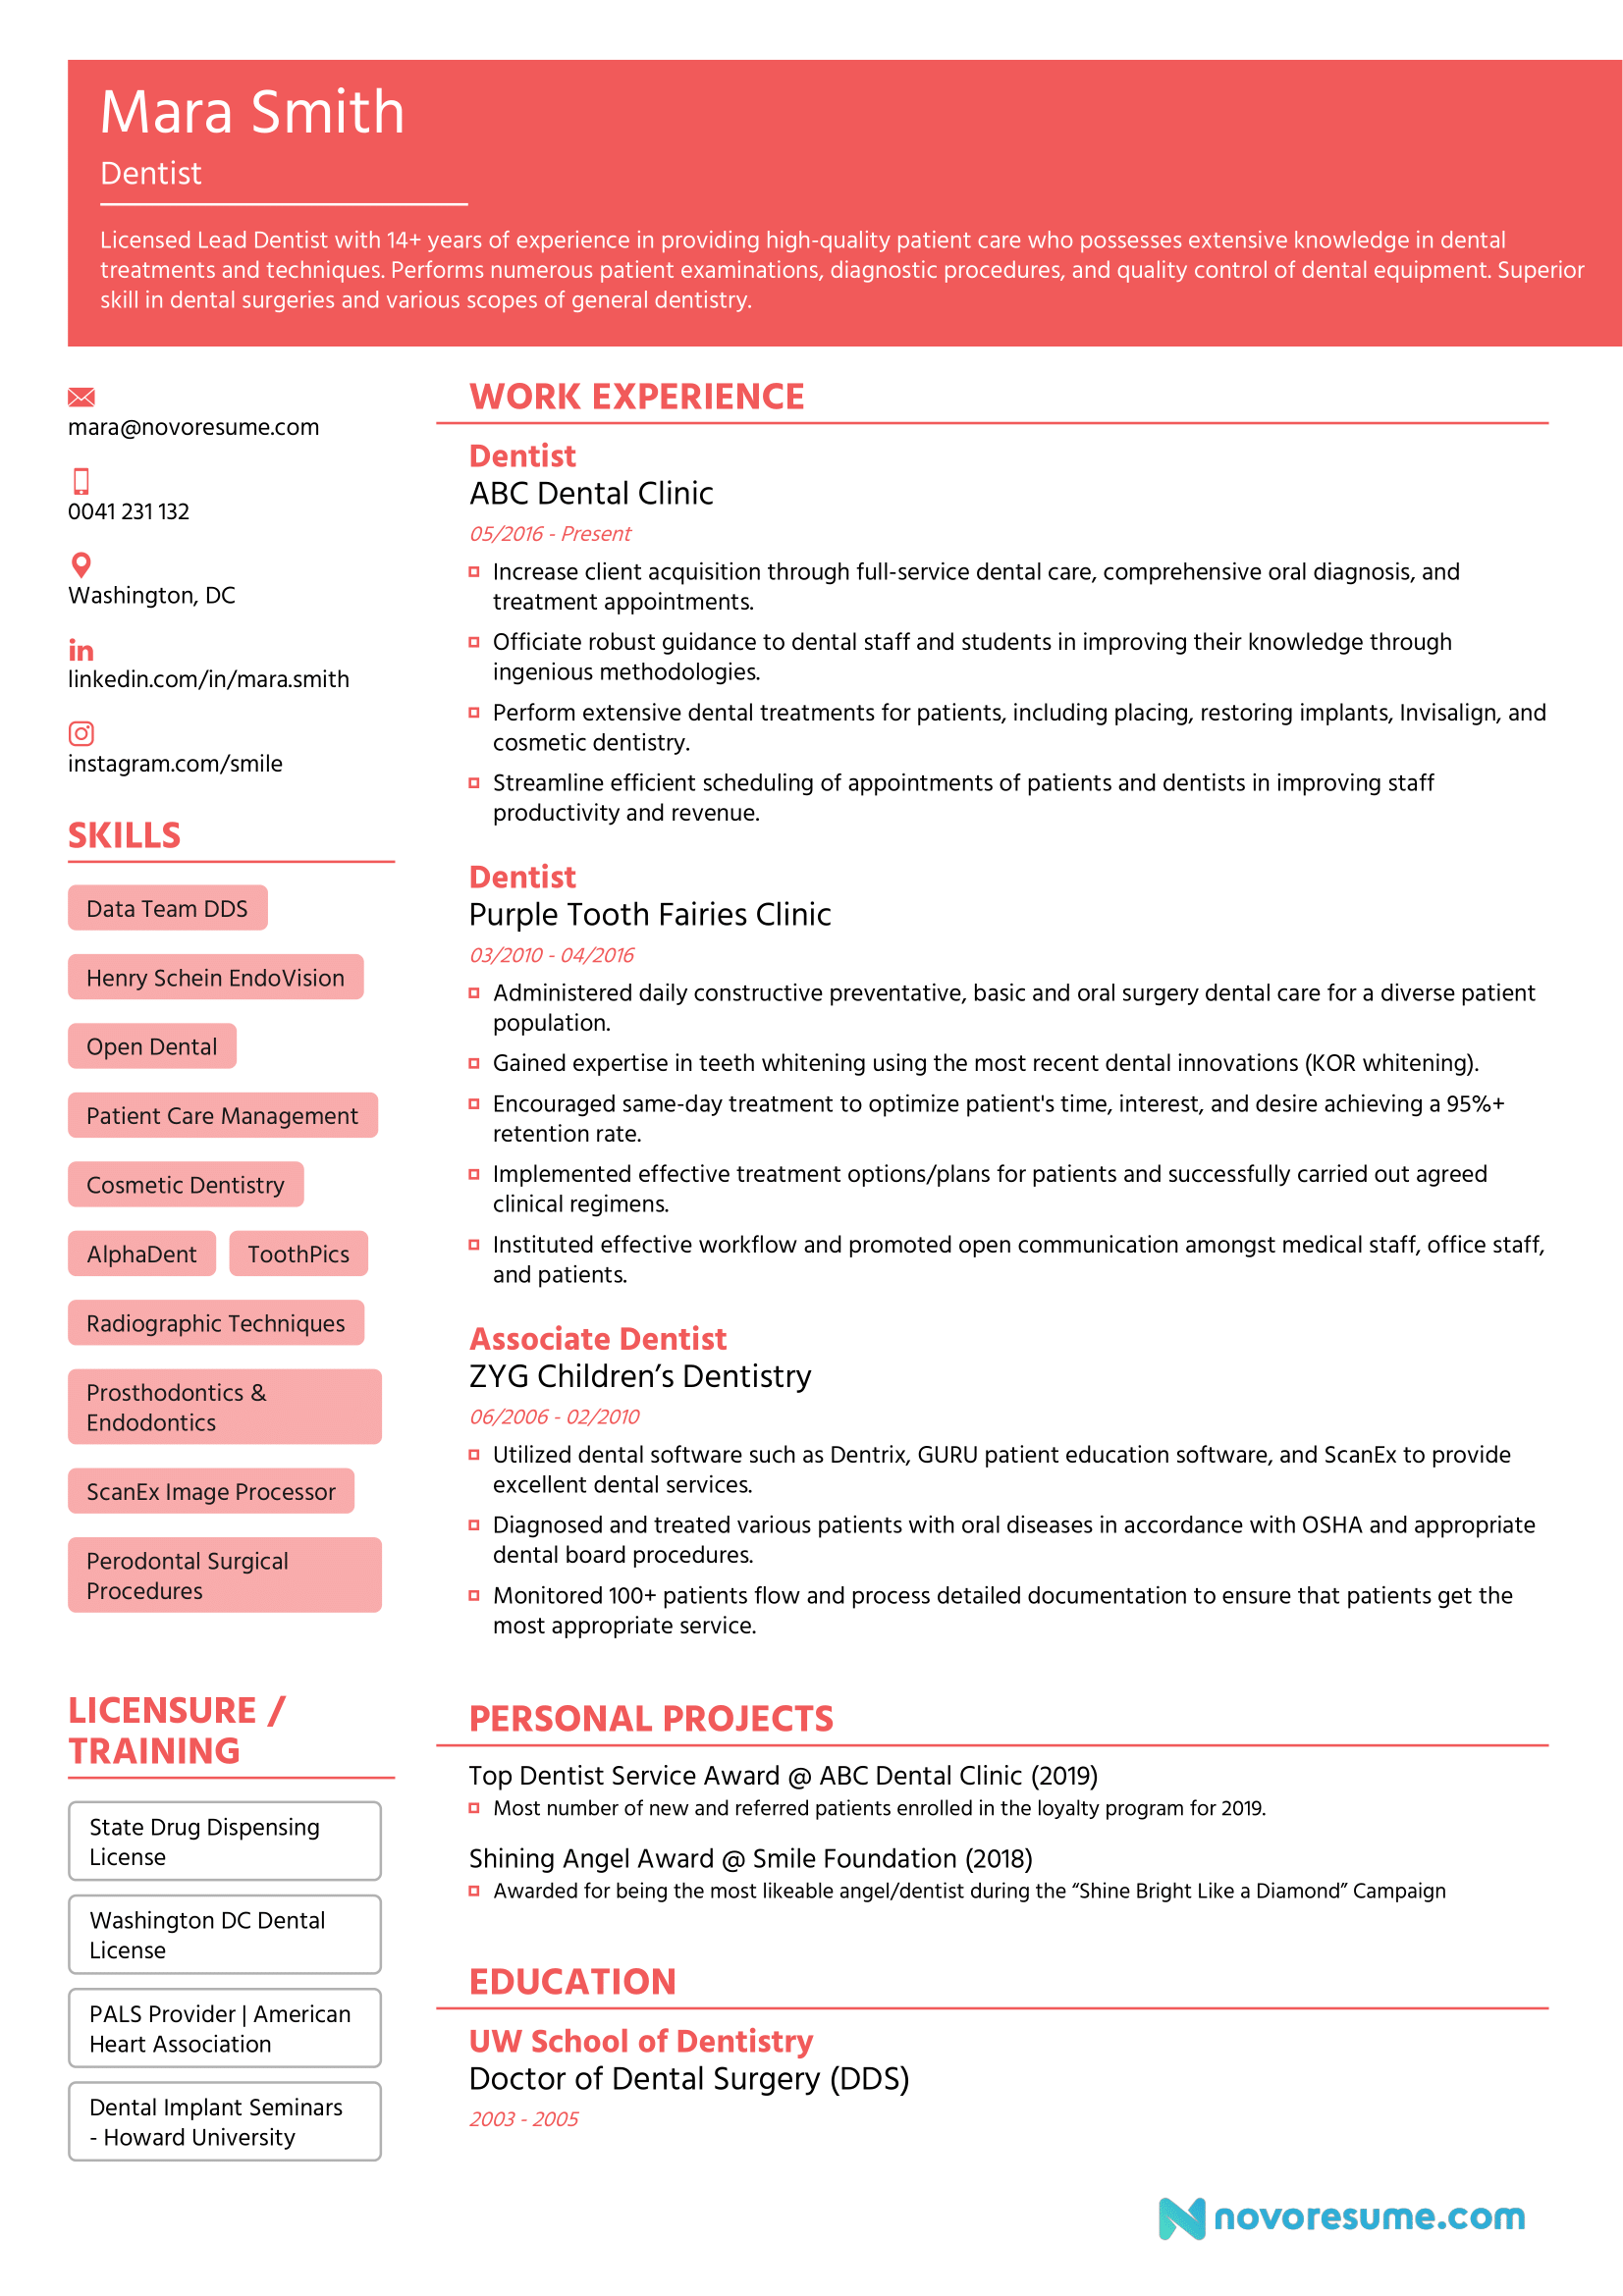 Mara Smith
Dentist
Licensed Lead Dentist with 14+ years of experience in providing high-quality patient care who possesses extensive knowledge in dental
treatments and techniques. Performs numerous patient examinations, diagnostic procedures, and quality control of dental equipment. Superior
skill in dental surgeries and various scopes of general dentistry.
mara@novoresume.com
0041 231 132
Washington, DC
in
linkedin.com/in/mara.smith
instagram.com/smile
SKILLS
Data Team DDS
Henry Schein EndoVision
Open Dental
Patient Care Management
Cosmetic Dentistry
AlphaDent
ToothPics
Radiographic Techniques
Prosthodontics &
Endodontics
ScanEx Image Processor
Perodontal Surgical
Procedures
LICENSURE /
TRAINING
State Drug Dispensing
License
Washington DC Dental
License
PALS Provider | American
Heart Association
Dental Implant Seminars
- Howard University
WORK EXPERIENCE
Dentist
ABC Dental Clinic
05/2016 - Present
Increase client acquisition through full-service dental care, comprehensive oral diagnosis, and
treatment appointments.
Officiate robust guidance to dental staff and students in improving their knowledge through
ingenious methodologies.
Perform extensive dental treatments for patients, including placing, restoring implants, Invisalign, and
cosmetic dentistry.
Streamline efficient scheduling of appointments of patients and dentists in improving staff
productivity and revenue.
Dentist
Purple Tooth Fairies Clinic
03/2010 - 04/2016
Administered daily constructive preventative, basic and oral surgery dental care for a diverse patient
population.
Gained expertise in teeth whitening using the most recent dental innovations (KOR whitening).
Encouraged same-day treatment to optimize patient's time, interest, and desire achieving a 95%+
retention rate.
Implemented effective treatment options/plans for patients and successfully carried out agreed
clinical regimens.
Instituted effective workflow and promoted open communication amongst medical staff, office staff,
and patients.
Associate Dentist
ZYG Children’s Dentistry
06/2006 - 02/2010
Utilized dental software such as Dentrix, GURU patient education software, and ScanEx to provide
excellent dental services.
Diagnosed and treated various patients with oral diseases in accordance with OSHA and appropriate
dental board procedures.
Monitored 100+ patients flow and process detailed documentation to ensure that patients get the
most appropriate service.
PERSONAL PROJECTS
Top Dentist Service Award @ ABC Dental Clinic (2019)
Most number of new and referred patients enrolled in the loyalty program for 2019.
Shining Angel Award @ Smile Foundation (2018)
Awarded for being the most likeable angel/dentist during the “Shine Bright Like a Diamond” Campaign
EDUCATION
UW School of Dentistry
Doctor of Dental Surgery (DDS)
2003 - 2005
novoresume.com